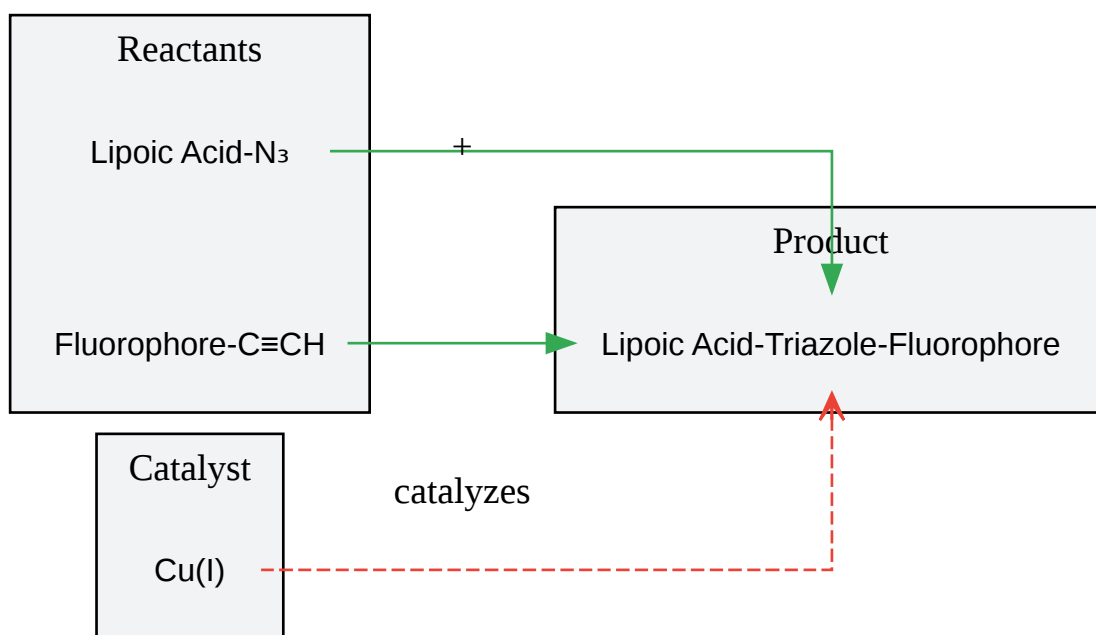 Reactants
Lipoic Acid-N₃
+
Product
Fluorophore-C≡CH
Lipoic Acid-Triazole-Fluorophore
Catalyst
catalyzes
Cu(I)